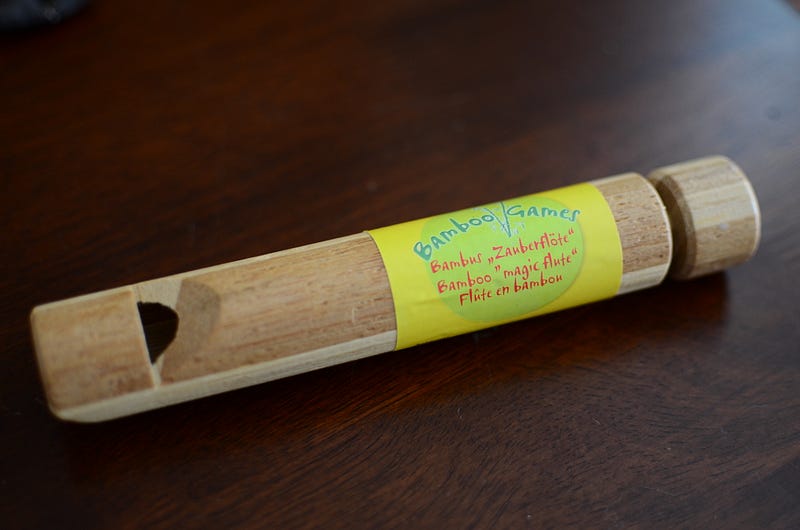 Bamboo Games
Bambus „Zauberflöte“
Bamboo "magic flute“
Flûte en bambou